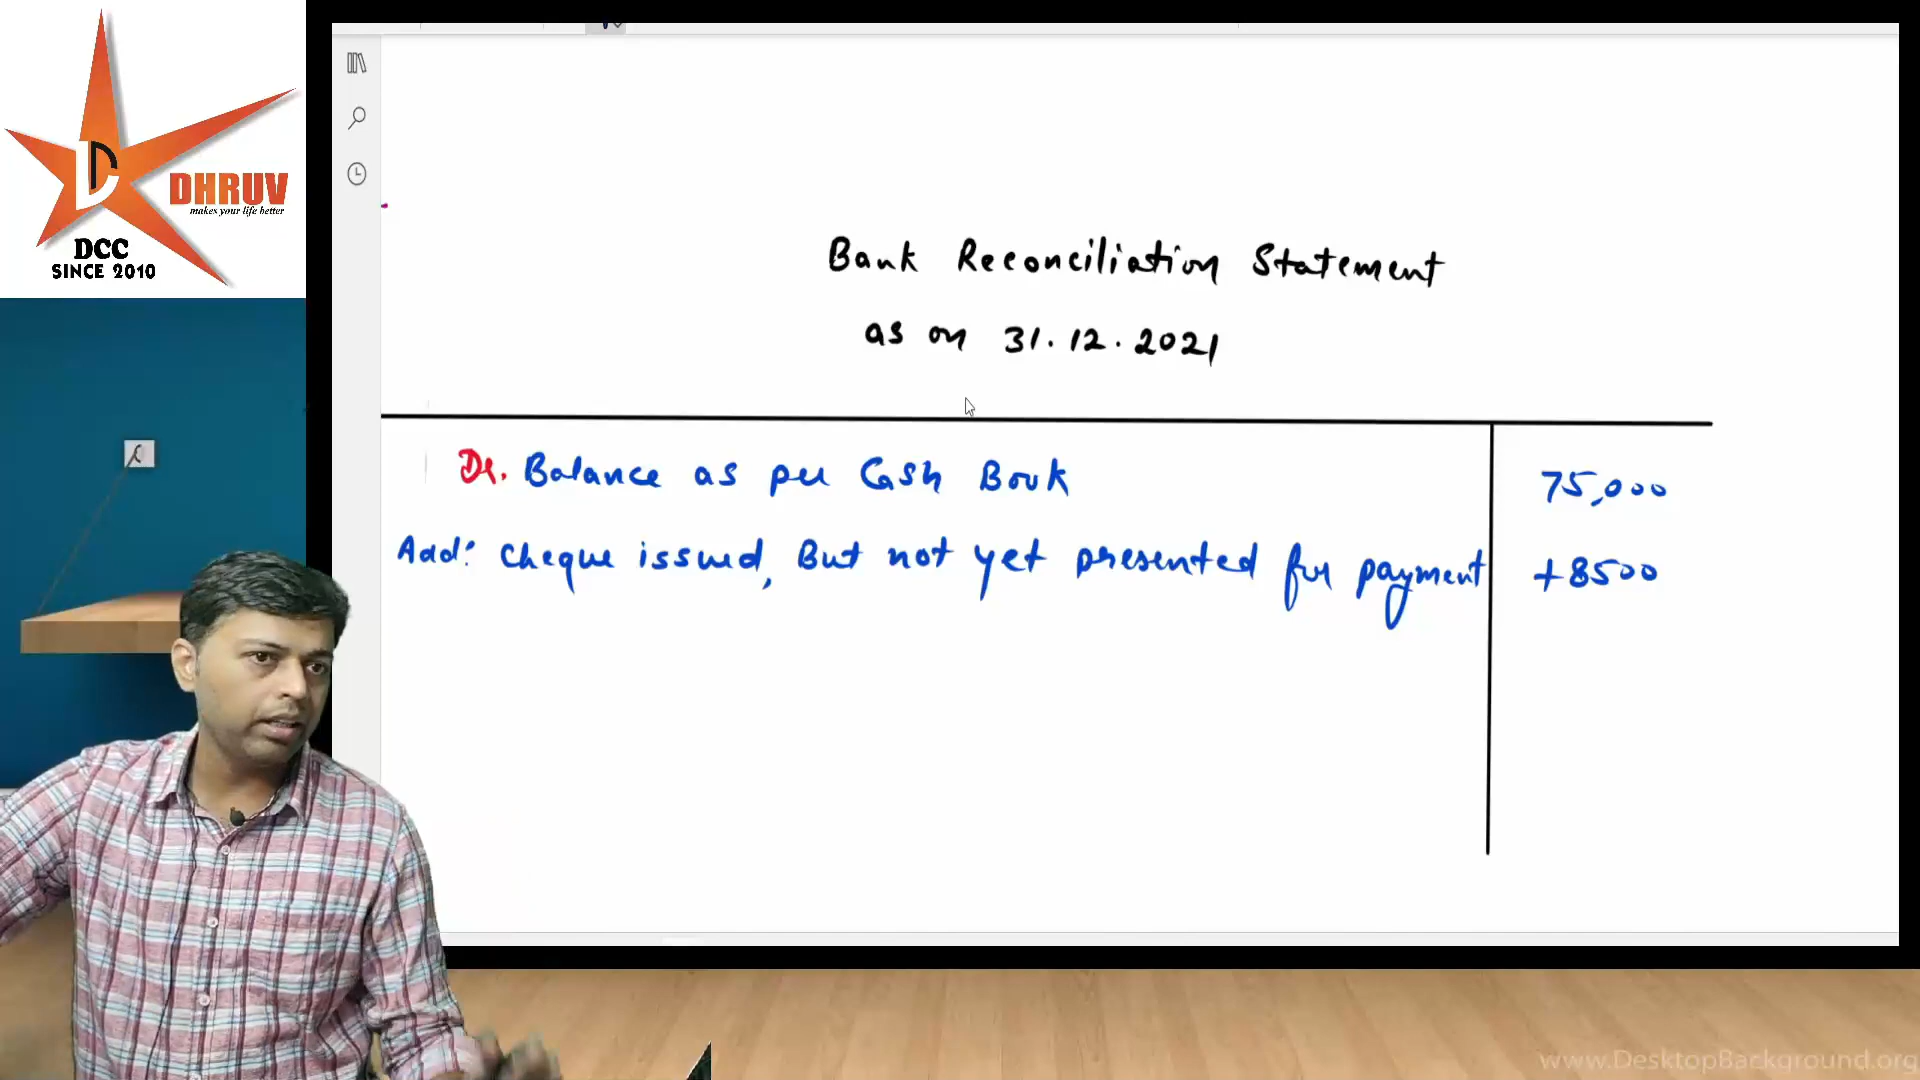 DHRUV
makes your life better
DCC
SINCE 2010
Bank Reconciliation Statement
as on 31.12.2021
Dr. Balance as per Cash Book 75,000
Add: Cheque issued, But not yet presented for payment +8500
www.DesktopBackground.org